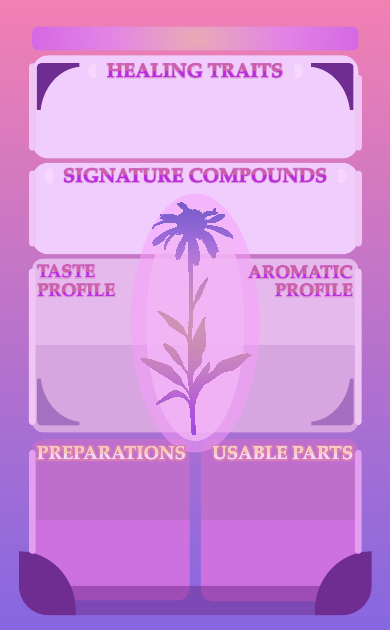 HEALING TRAITS
SIGNATURE COMPOUNDS
TASTE
PROFILE
AROMATIC
PROFILE
PREPARATIONS
USABLE PARTS